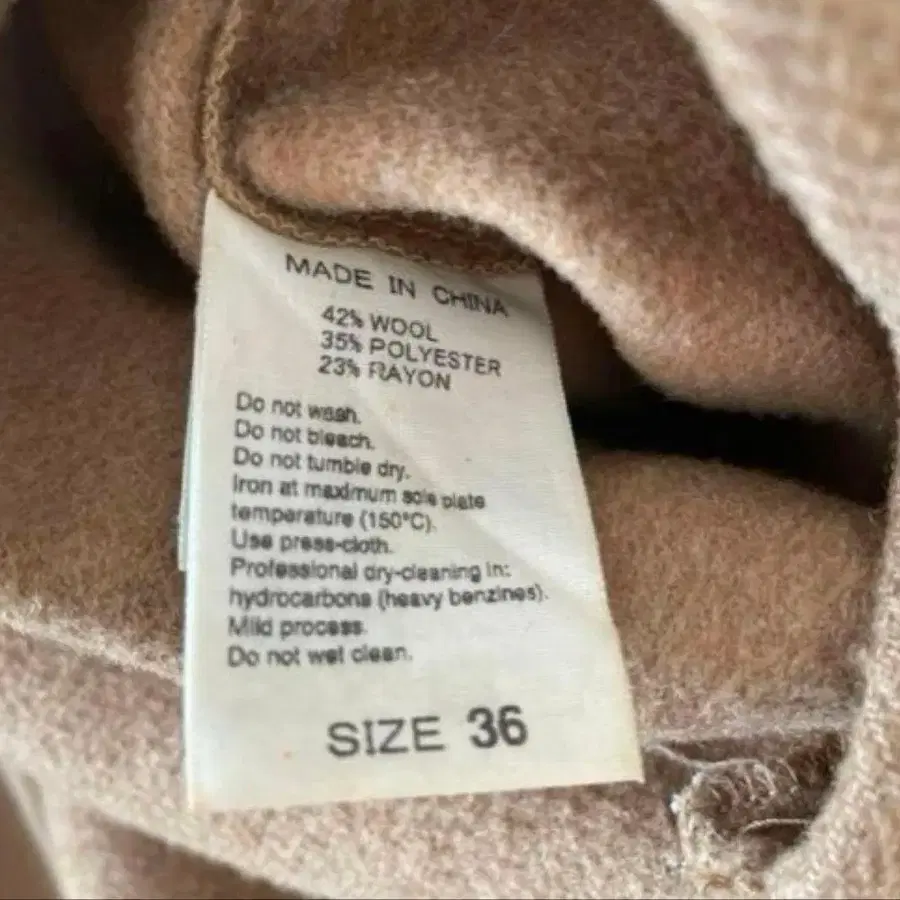 MADE IN CHINA
42% WOOL
35% POLYESTER
23% RAYON
Do not wash.
Do not bleach.
Do not tumble dry.
Iron at maximum sole plate
temperature (150°C).
Use press-cloth.
Professional dry-cleaning in:
hydrocarbons (heavy benzines).
Mild process.
Do not wet clean.
SIZE 36